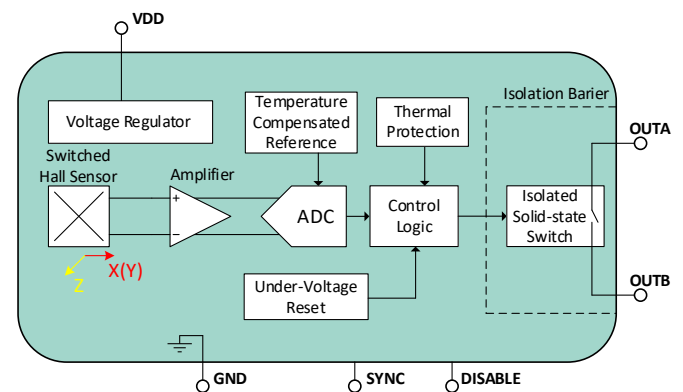 VDD
Isolation Barier
Voltage Regulator
Temperature
Compensated
Reference
Thermal
Protection
OUTA
Switched
Hall Sensor
Amplifier
+
−
ADC
Control
Logic
Isolated
Solid-state
Switch
X(Y)
Z
Under-Voltage
Reset
OUTB
GND
SYNC
DISABLE